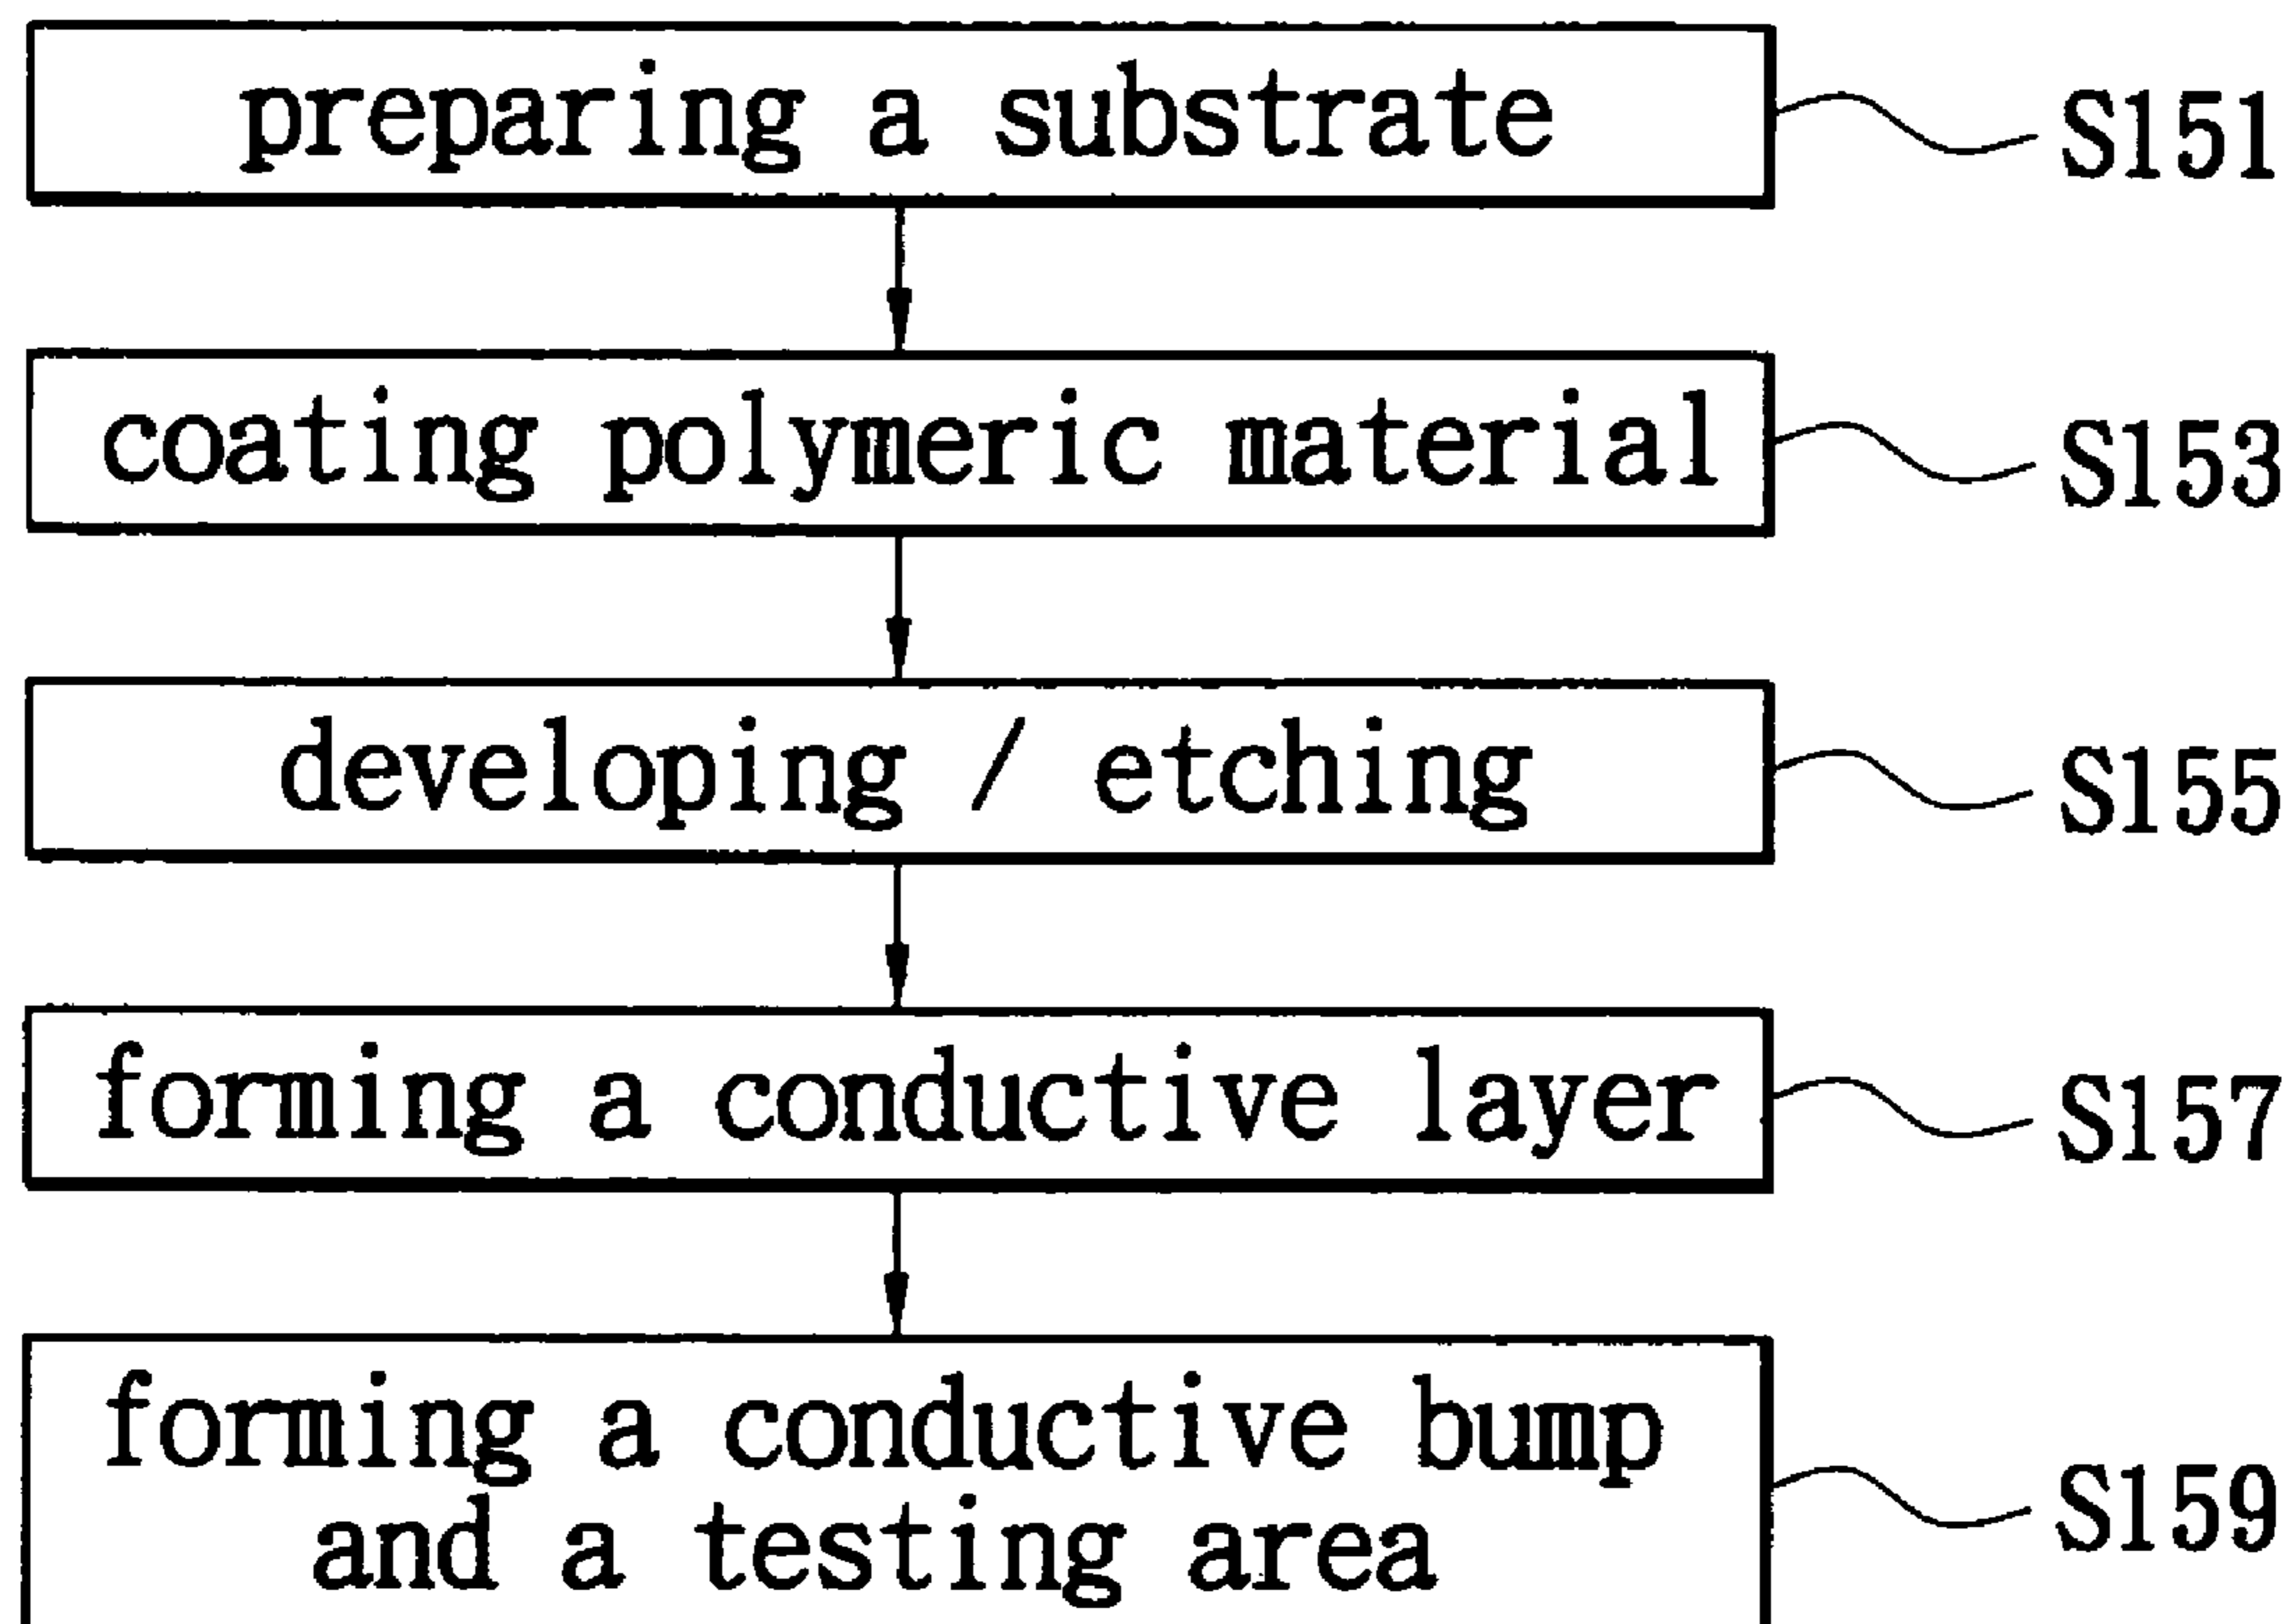 preparing a substrate S151
coating polymeric material S153
developing / etching S155
forming a conductive layer S157
forming a conductive bump
and a testing area S159